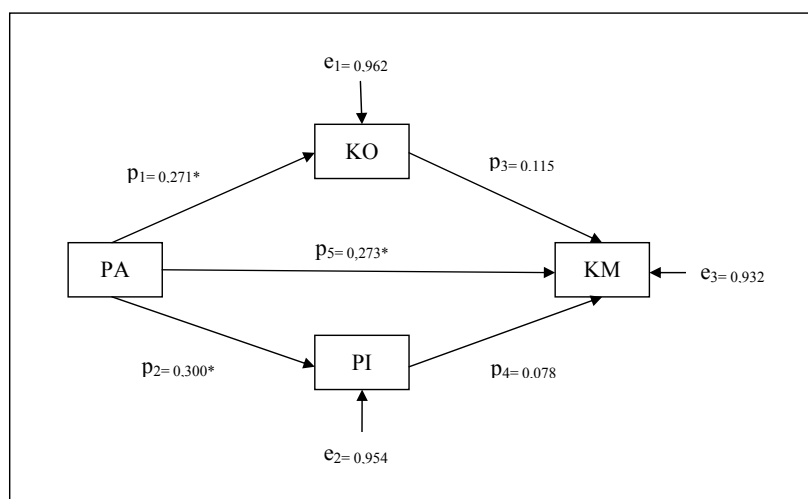 e1= 0,962
KO
p1= 0,271*
p3= 0.115
p5= 0,273*
PA
KM
e3= 0,932
PI
p2= 0,300*
p4= 0,078
e2= 0,954